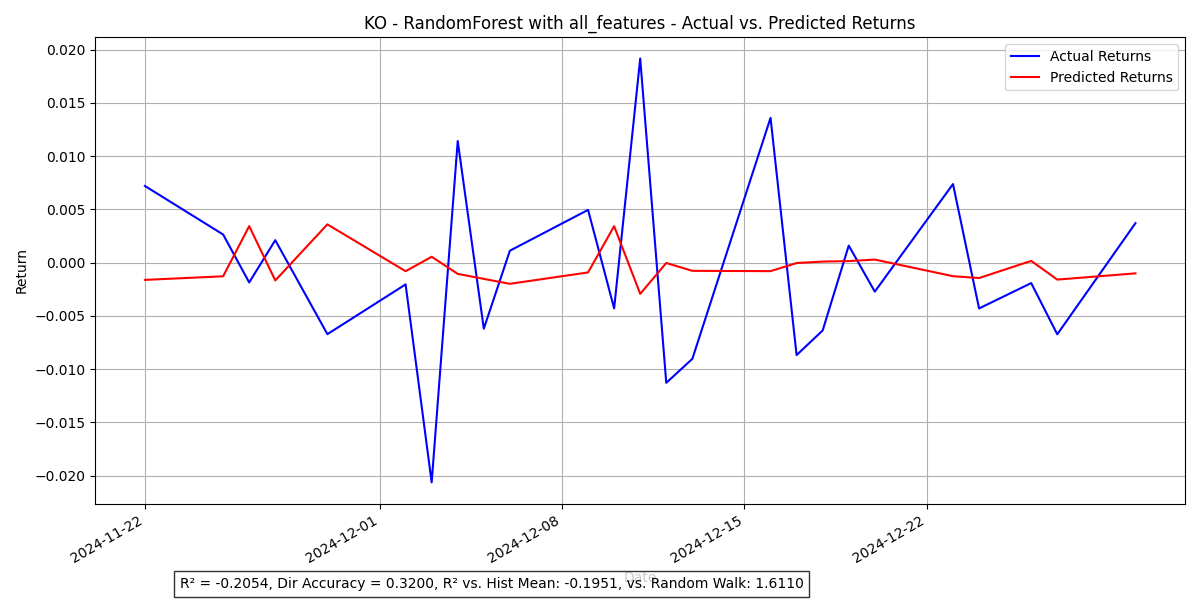 KO - RandomForest with all_features - Actual vs. Predicted Returns
Actual Returns
Predicted Returns
Return
0.020
0.015
0.010
0.005
0.000
−0.005
−0.010
−0.015
−0.020
2024-11-22
2024-12-01
2024-12-08
2024-12-15
2024-12-22
Date
R² = -0.2054, Dir Accuracy = 0.3200, R² vs. Hist Mean: -0.1951, vs. Random Walk: 1.6110